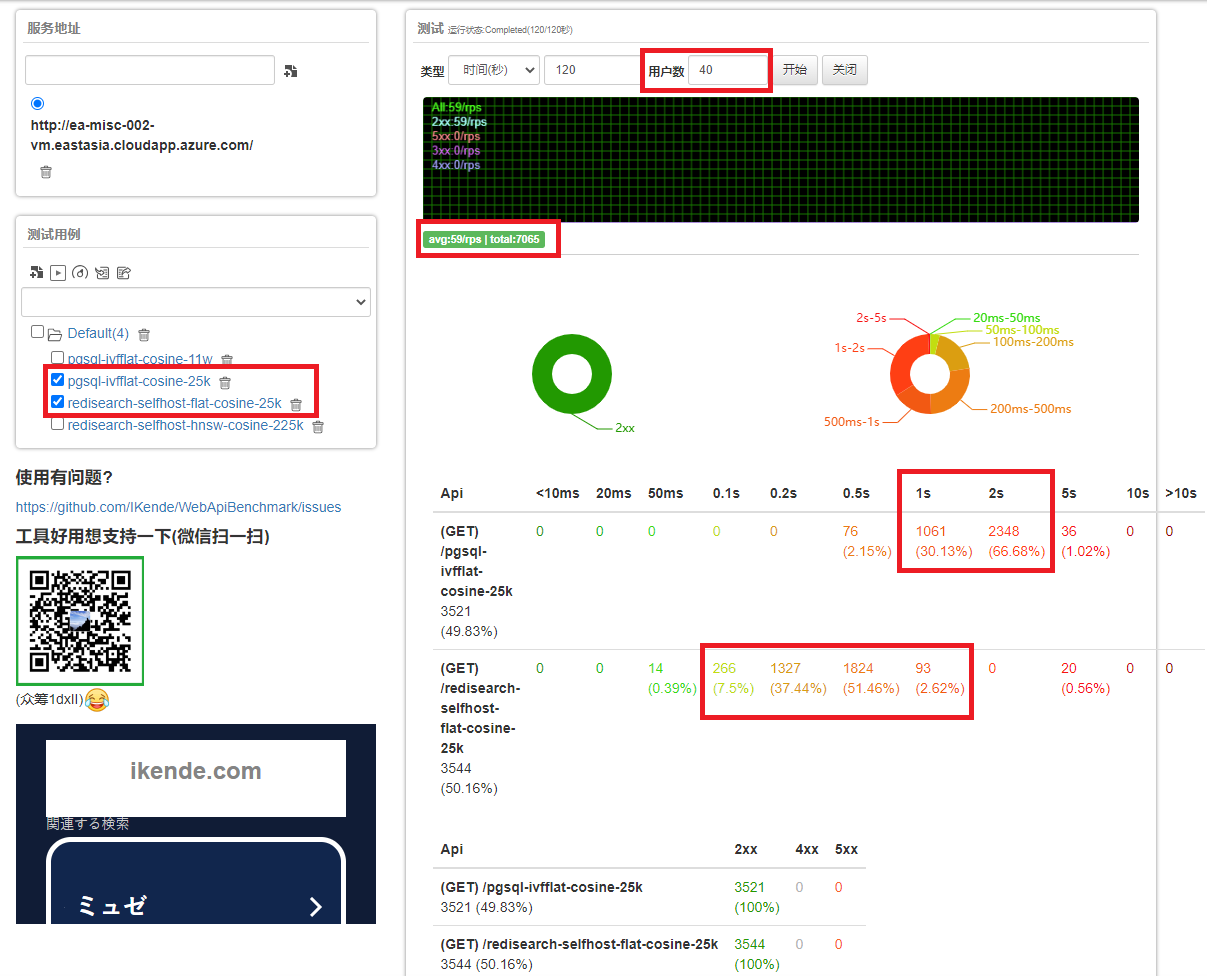 服务地址
http://ea-misc-002-
vm.eastasia.cloudapp.azure.com/
测试用例
Default(4)
pgsql-ivfflat-cosine-11w
pgsql-ivfflat-cosine-25k
redisearch-selfhost-flat-cosine-25k
redisearch-selfhost-hnsw-cosine-225k
使用有问题?
https://github.com/IKende/WebApiBenchmark/issues
工具好用想支持一下(微信扫一扫)
(众筹1dxII)
ikende.com
関連する検索
ミュゼ
测试 运行状态:Completed(120/120秒)
类型 时间(秒) 120 用户数 40 开始 关闭
All:59/rps
2xx:59/rps
5xx:0/rps
3xx:0/rps
4xx:0/rps
avg:59/rps | total:7065
2xx
2s-5s
1s-2s
500ms-1s
20ms-50ms
50ms-100ms
100ms-200ms
200ms-500ms
Api <10ms 20ms 50ms 0.1s 0.2s 0.5s 1s 2s 5s 10s >10s
(GET) 0 0 0 0 0 76 1061 2348 36 0 0
/pgsql- (2.15%) (30.13%) (66.68%) (1.02%)
ivfflat-
cosine-25k
3521
(49.83%)
(GET) 0 0 14 266 1327 1824 93 0 20 0 0
/redisearch- (0.39%) (7.5%) (37.44%) (51.46%) (2.62%) (0.56%)
selfhost-
flat-cosine-
25k
3544
(50.16%)
Api 2xx 4xx 5xx
(GET) /pgsql-ivfflat-cosine-25k 3521 0 0
3521 (49.83%) (100%)
(GET) /redisearch-selfhost-flat-cosine-25k 3544 0 0
3544 (50.16%) (100%)